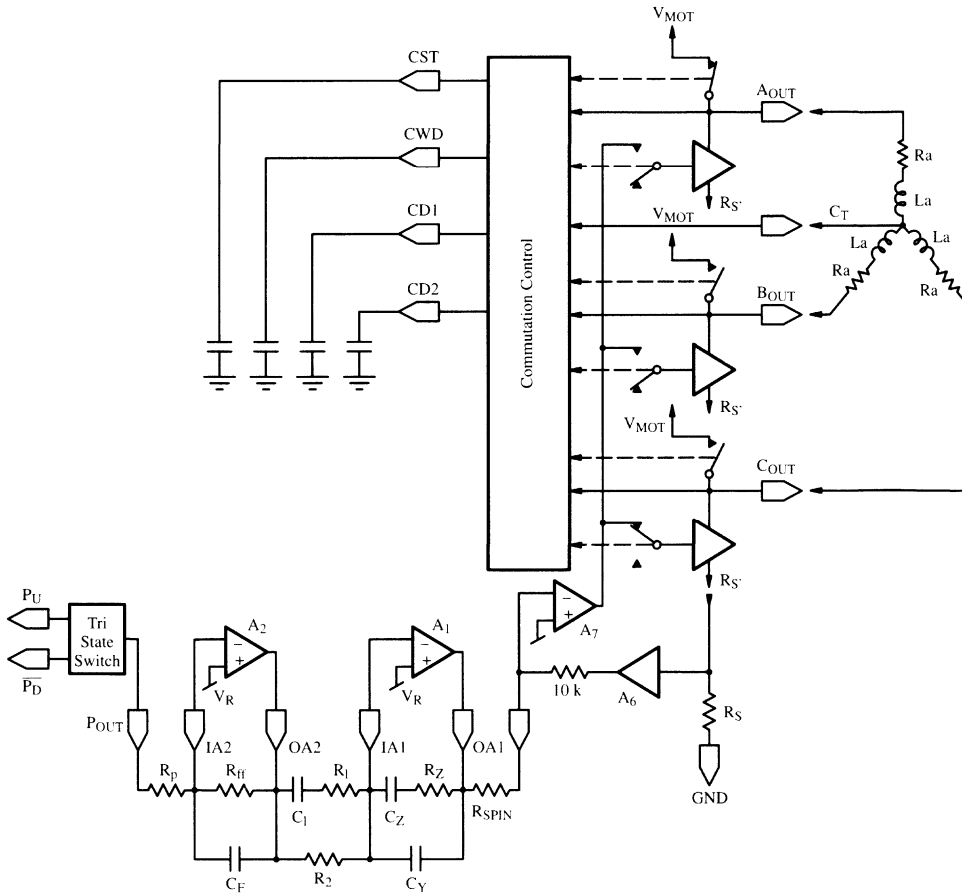 V_MOT
CST
A_OUT
CWD
Ra
R_S'
La
CD1
V_MOT
C_T
La
La
Ra
Ra
CD2
B_OUT
Commutation Control
R_S'
V_MOT
C_OUT
R_S'
P_U
Tri
State
Switch
P_D
A_2
−
+
V_R
A_1
−
+
V_R
−
+
A_7
10 k
A_6
R_S
P_OUT
IA2
OA2
IA1
OA1
GND
R_p
R_ff
C_1
R_1
C_Z
R_Z
R_SPIN
C_F
R_2
C_Y